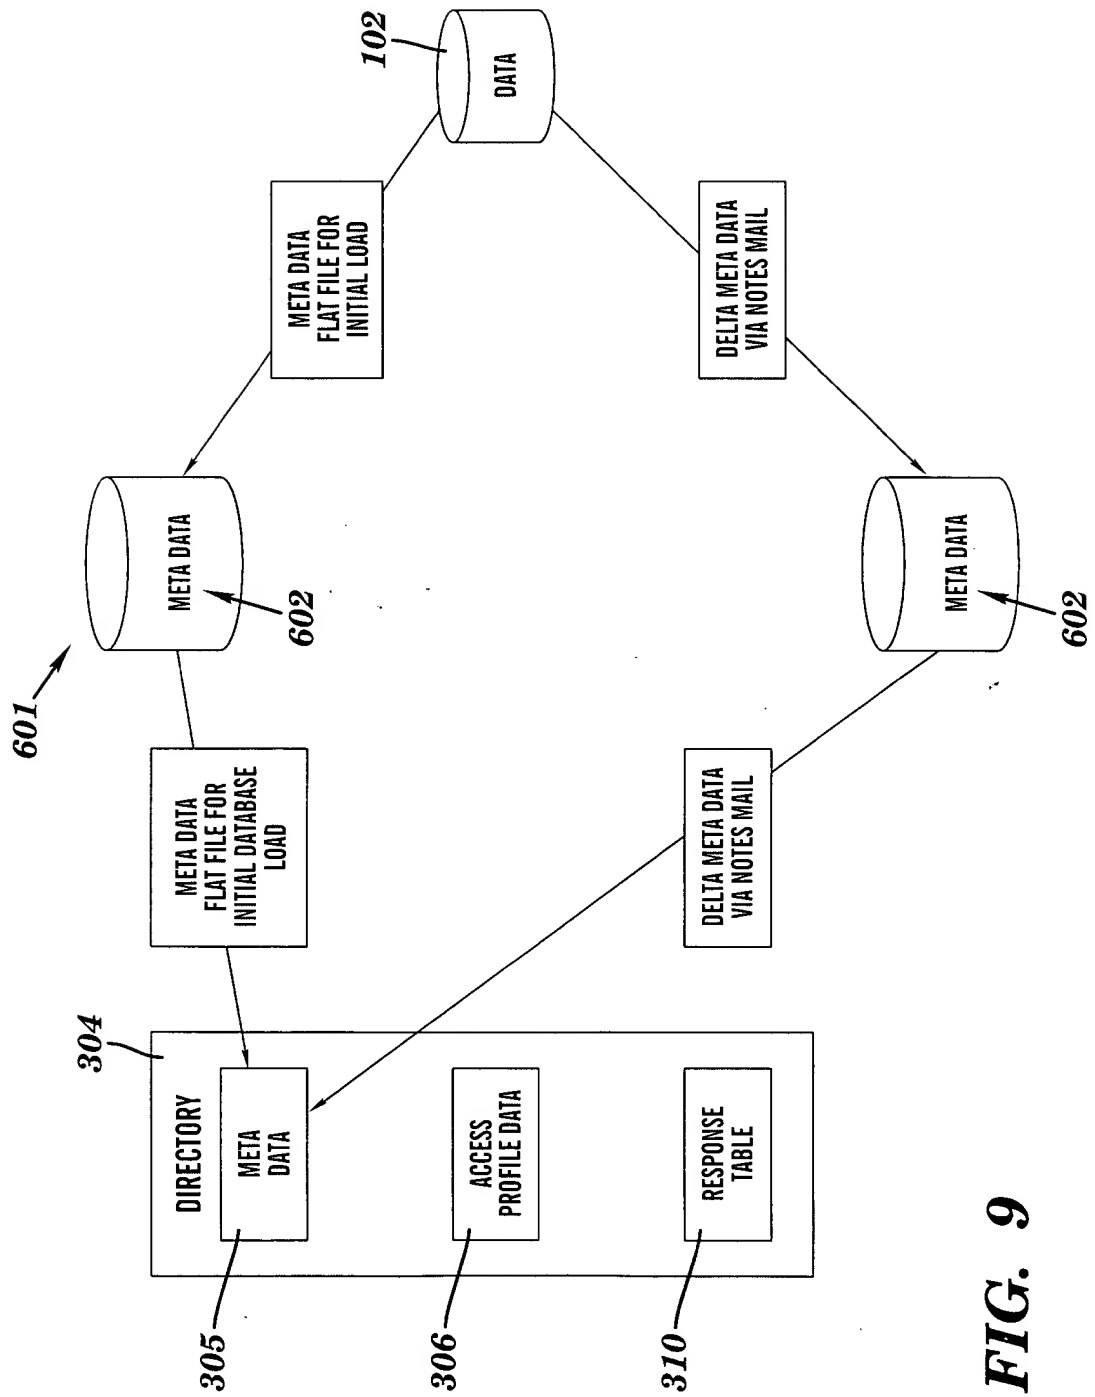 601
304
DIRECTORY
305
META
DATA
306
ACCESS
PROFILE DATA
310
RESPONSE
TABLE
META DATA
FLAT FILE FOR
INITIAL DATABASE
LOAD
DELTA META DATA
VIA NOTES MAIL
META DATA
602
META DATA
602
META DATA
FLAT FILE FOR
INITIAL LOAD
DELTA META DATA
VIA NOTES MAIL
102
DATA
FIG. 9